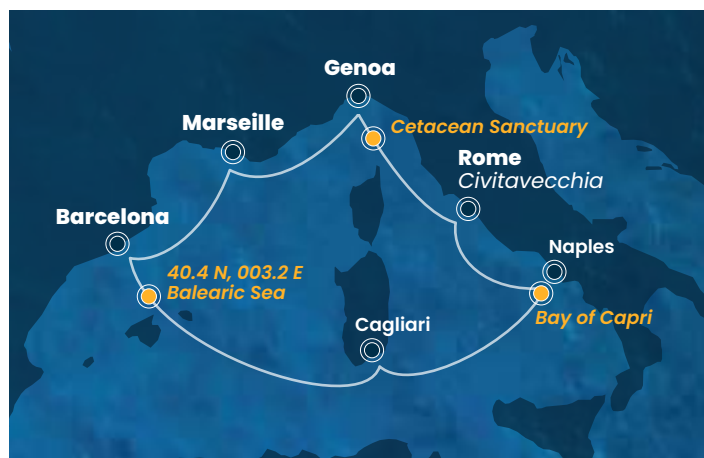 Genoa
Marseille
Cetacean Sanctuary
Rome
Civitavecchia
Barcelona
Naples
40.4 N, 003.2 E
Balearic Sea
Bay of Capri
Cagliari